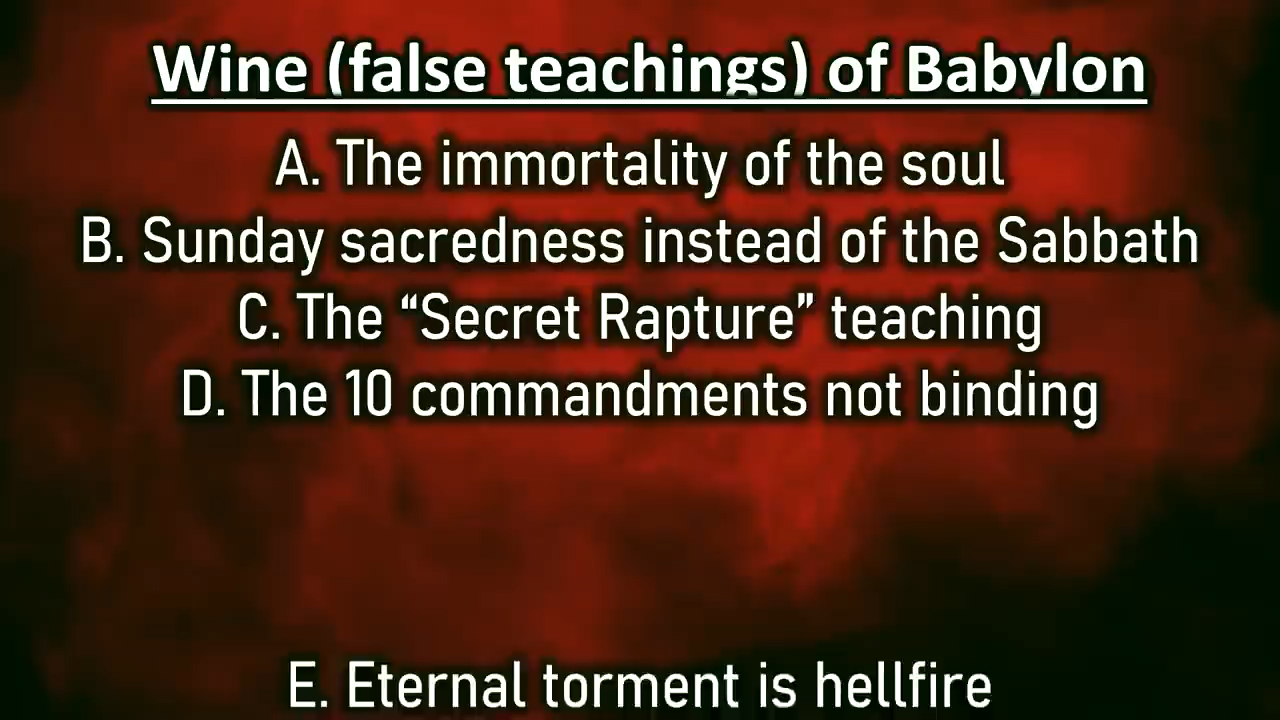 Wine (false teachings) of Babylon
A. The immortality of the soul
B. Sunday sacredness instead of the Sabbath
C. The “Secret Rapture” teaching
D. The 10 commandments not binding
E. Eternal torment is hellfire